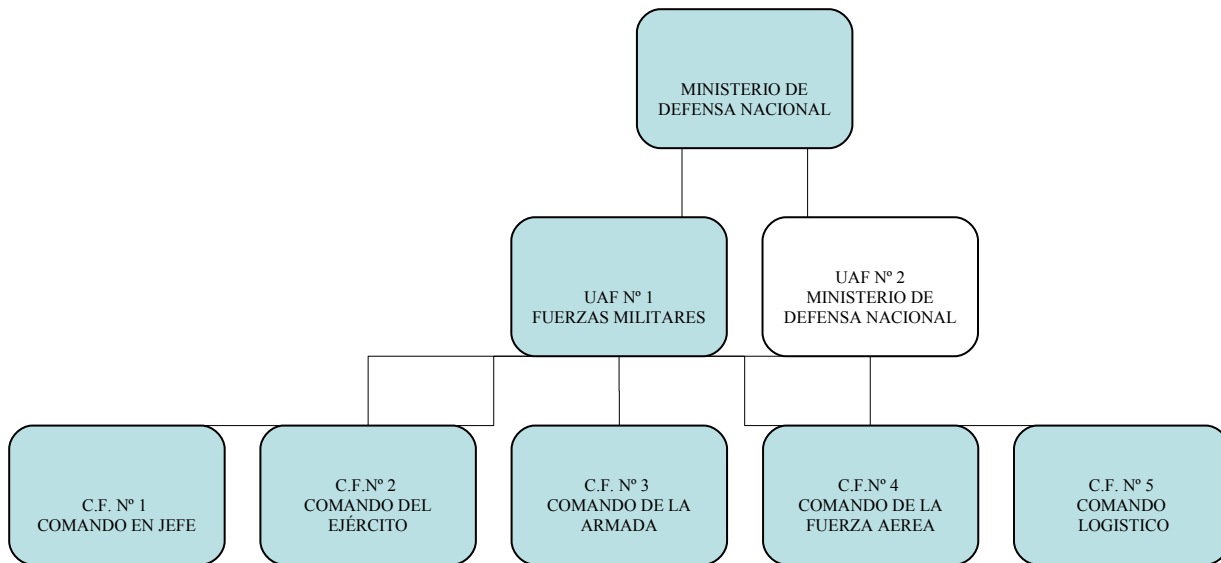 MINISTERIO DE
DEFENSA NACIONAL
UAF Nº 1
FUERZAS MILITARES
UAF Nº 2
MINISTERIO DE
DEFENSA NACIONAL
C.F. Nº 1
COMANDO EN JEFE
C.F.Nº 2
COMANDO DEL
EJÉRCITO
C.F. Nº 3
COMANDO DE LA
ARMADA
C.F.Nº 4
COMANDO DE LA
FUERZA AEREA
C.F. Nº 5
COMANDO
LOGISTICO